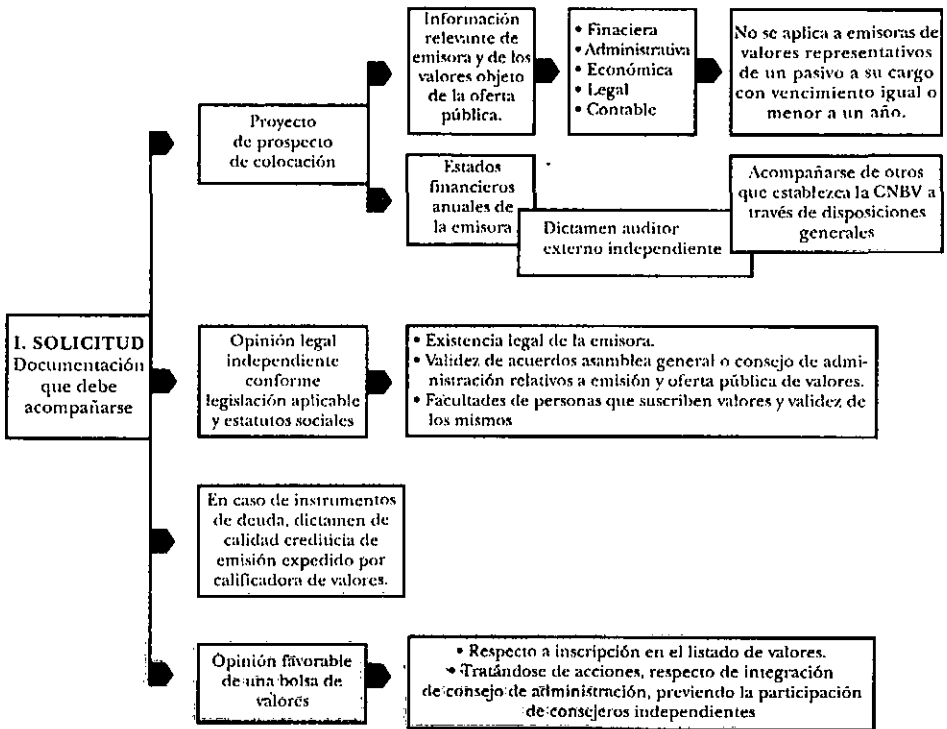 I. SOLICITUD
Documentación
que debe
acompañarse
Proyecto
de prospecto
de colocación
Información
relevante de
emisora y de los
valores objeto
de la oferta
pública.
• Finaciera
• Administrativa
• Económica
• Legal
• Contable
No se aplica a emisoras de
valores representativos
de un pasivo a su cargo
con vencimiento igual o
menor a un año.
Estados
financieros
anuales de
la emisora
Dictamen auditor
externo independiente
Acompañarse de otros
que establezca la CNBV a
través de disposiciones
generales
Opinión legal
independiente
conforme
legislación aplicable
y estatutos sociales
• Existencia legal de la emisora.
• Validez de acuerdos asamblea general o consejo de admi-
nistración relativos a emisión y oferta pública de valores.
• Facultades de personas que suscriben valores y validez de
los mismos
En caso de instrumentos
de deuda, dictamen de
calidad crediticia de
emisión expedido por
calificadora de valores.
Opinión favorable
de una bolsa de
valores
• Respecto a inscripción en el listado de valores.
• Tratándose de acciones, respecto de integración
de consejo de administración, previendo la participación
de consejeros independientes